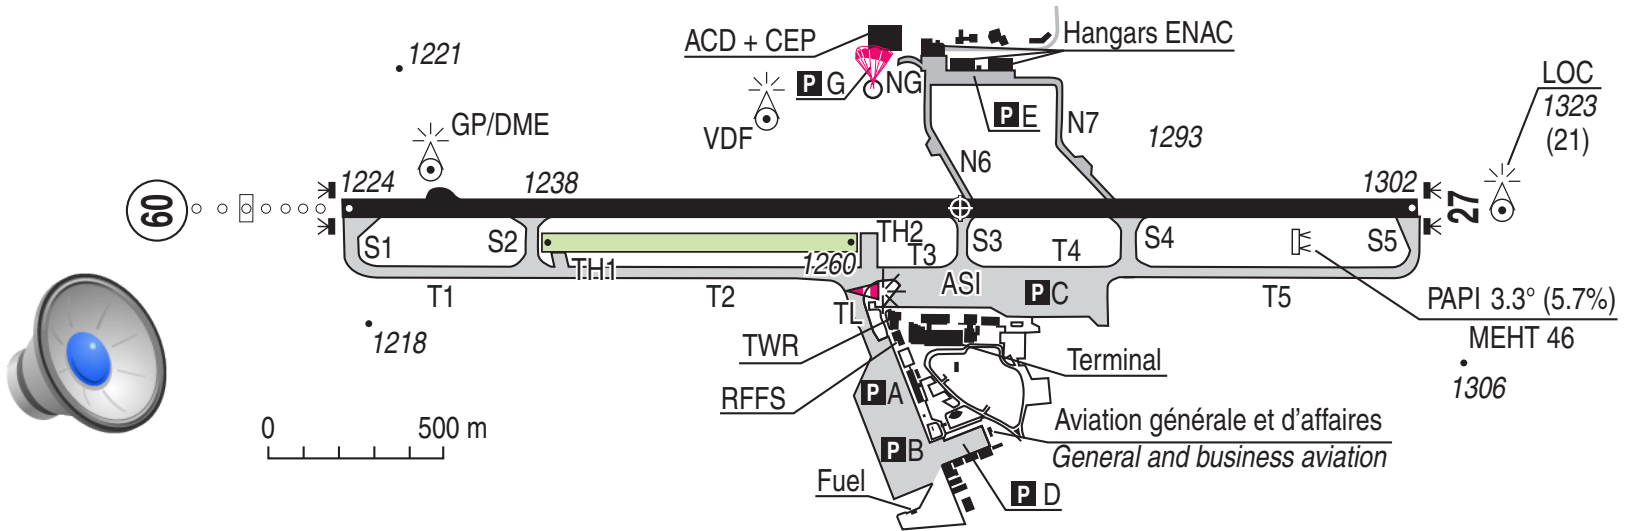 1221
ACD + CEP
Hangars ENAC
P G
NG
LOC
1323
(21)
GP/DME
VDF
P E
N7
1293
N6
1224
1238
1302
09
27
S1
S2
TH2
T3
S3
T4
S4
S5
TH1
1260
ASI
P C
T1
T2
T5
TL
PAPI 3.3° (5.7%)
MEHT 46
1218
TWR
Terminal
1306
RFFS
P A
Aviation générale et d'affaires
General and business aviation
0
500 m
P B
Fuel
P D